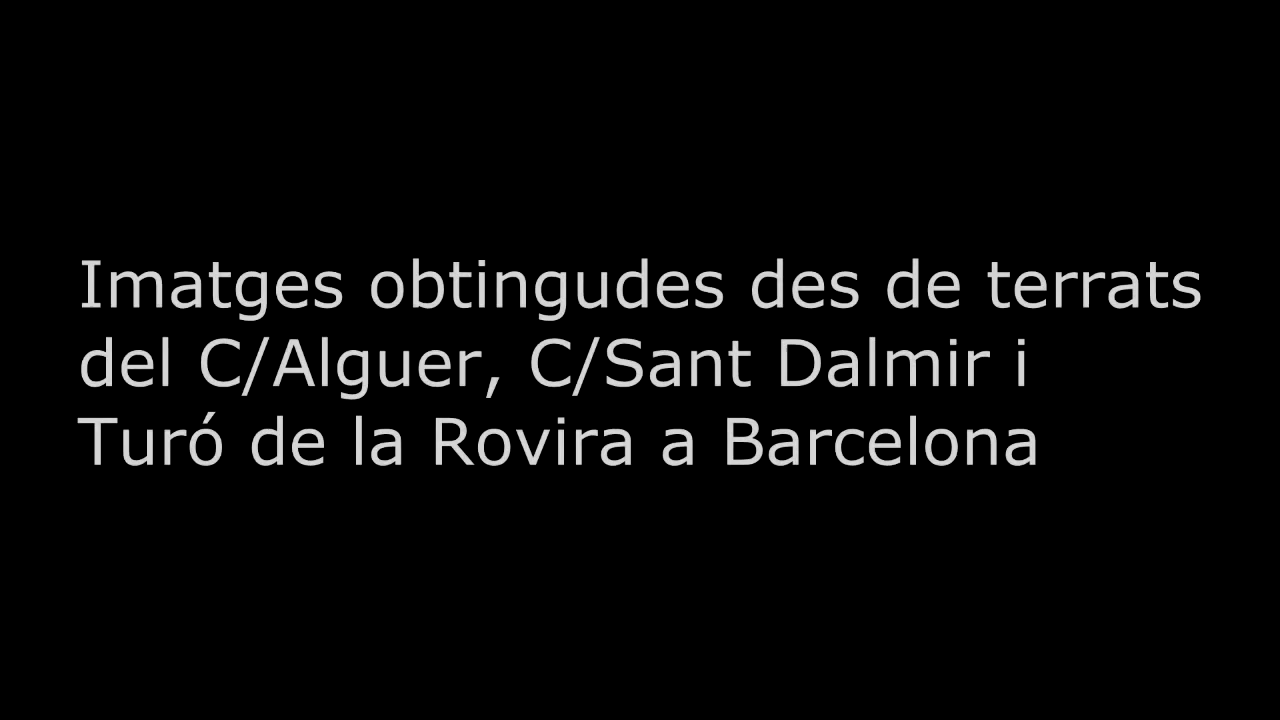 Imatges obtingudes des de terrats
del C/Alguer, C/Sant Dalmir i
Turó de la Rovira a Barcelona